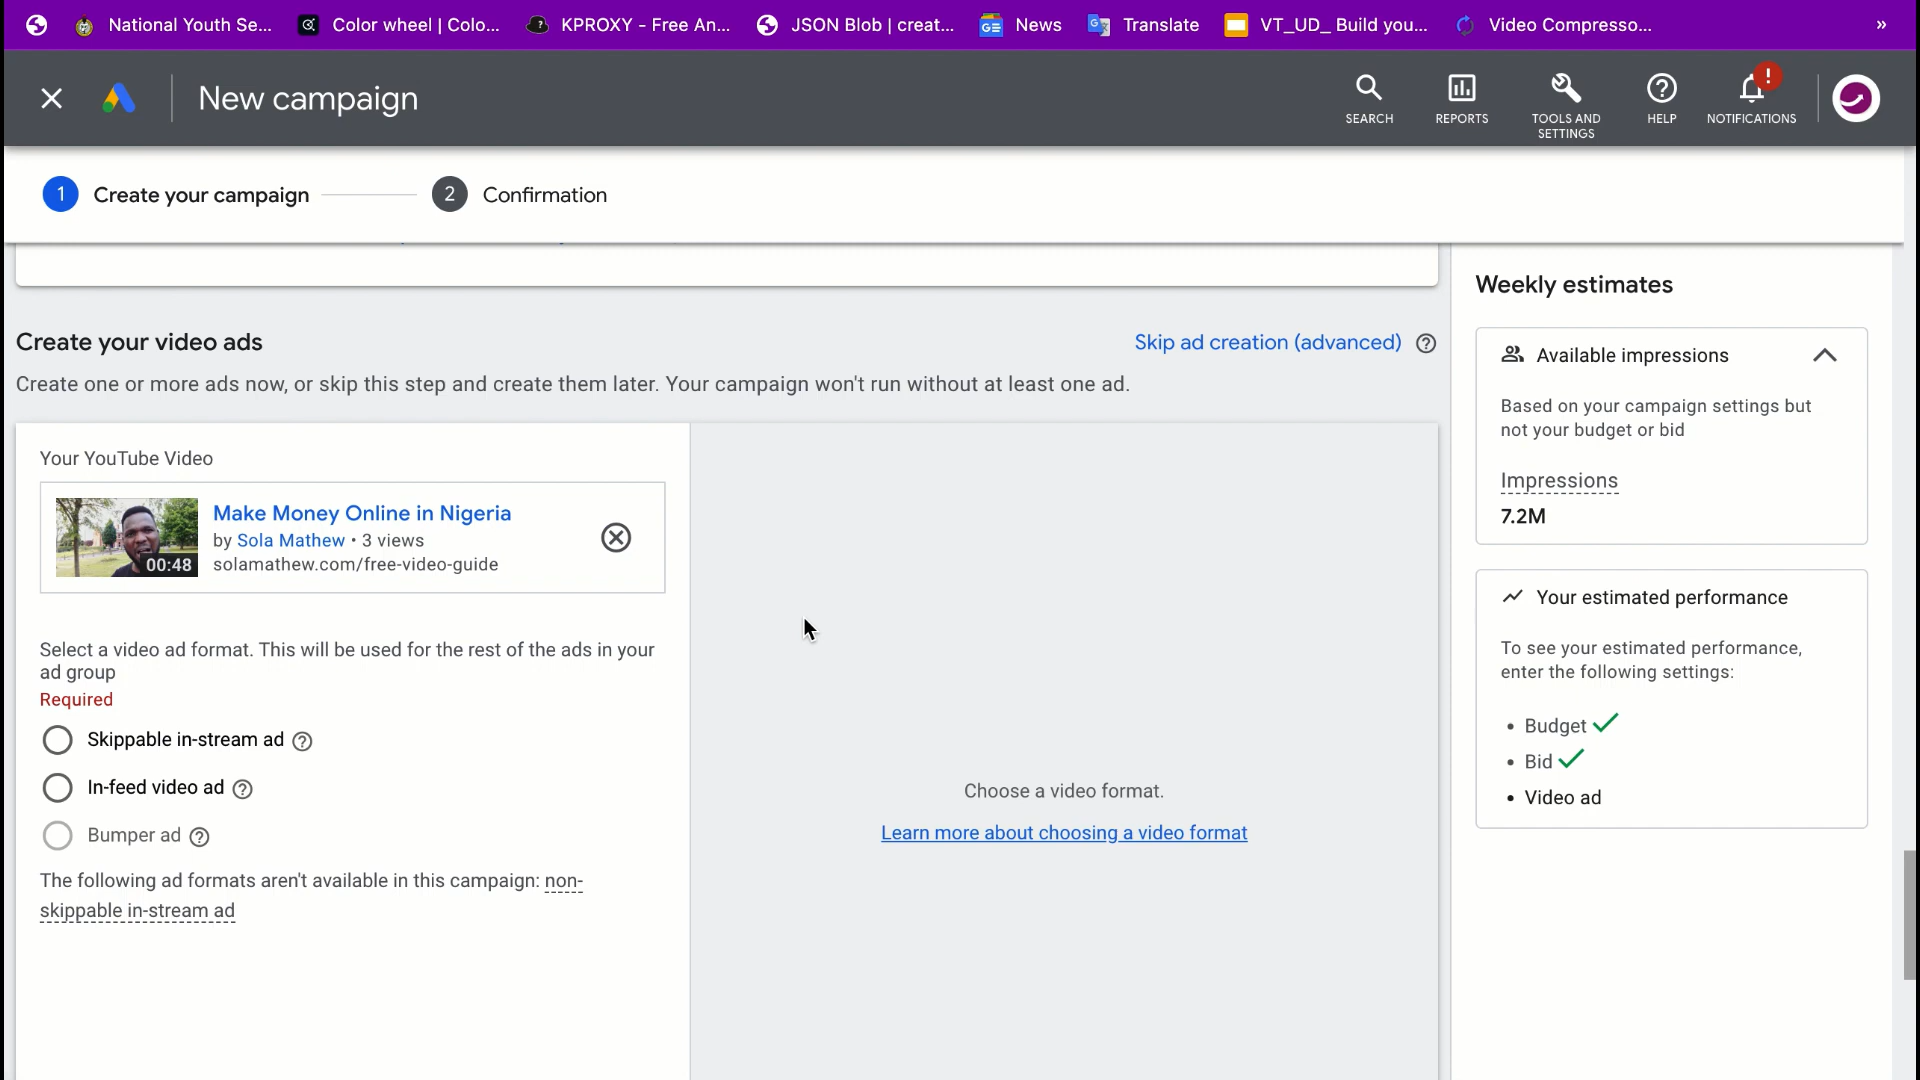 National Youth Se...
Color wheel | Colo...
KPROXY - Free An...
JSON Blob | creat...
News
Translate
VT_UD_ Build you...
Video Compresso...
»
New campaign
SEARCH
REPORTS
TOOLS AND
SETTINGS
HELP
!
NOTIFICATIONS
1 Create your campaign
2 Confirmation
Create your video ads
Skip ad creation (advanced)
Create one or more ads now, or skip this step and create them later. Your campaign won't run without at least one ad.
Your YouTube Video
00:48
Make Money Online in Nigeria
by Sola Mathew • 3 views
solamathew.com/free-video-guide
Select a video ad format. This will be used for the rest of the ads in your
ad group
Required
Skippable in-stream ad
In-feed video ad
Bumper ad
The following ad formats aren't available in this campaign: non-
skippable in-stream ad
Choose a video format.
Learn more about choosing a video format
Weekly estimates
Available impressions
Based on your campaign settings but
not your budget or bid
Impressions
7.2M
Your estimated performance
To see your estimated performance,
enter the following settings:
• Budget
• Bid
• Video ad